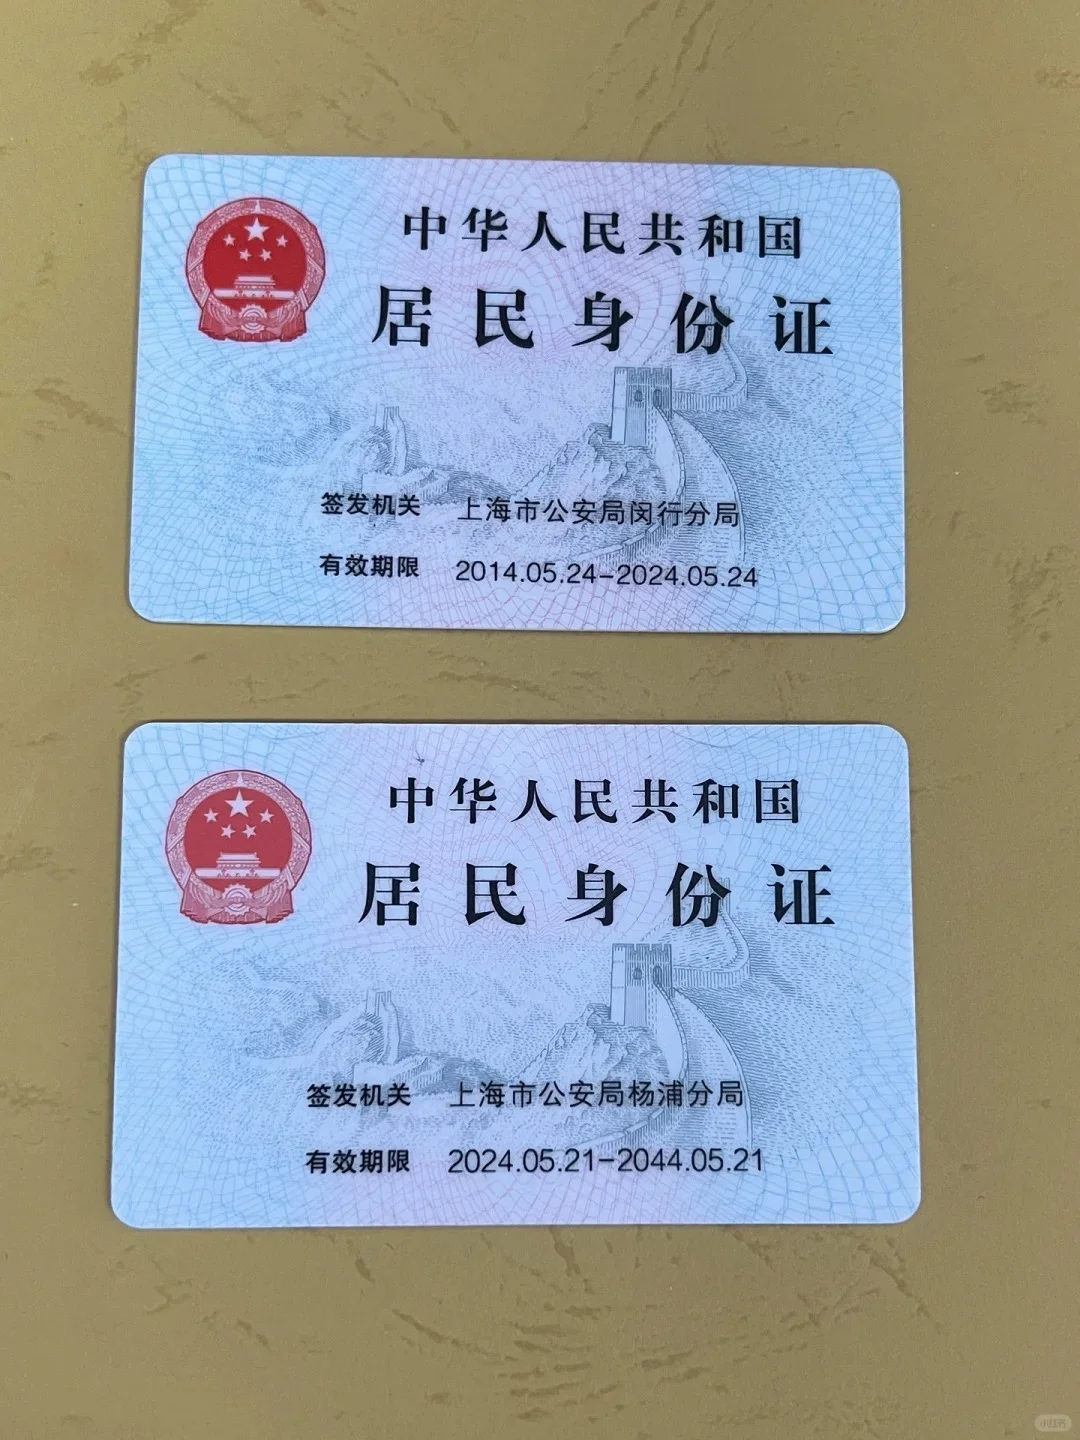 中华人民共和国
居民身份证
签发机关 上海市公安局闵行分局
有效期限 2014.05.24-2024.05.24
中华人民共和国
居民身份证
签发机关 上海市公安局杨浦分局
有效期限 2024.05.21-2044.05.21
小红书